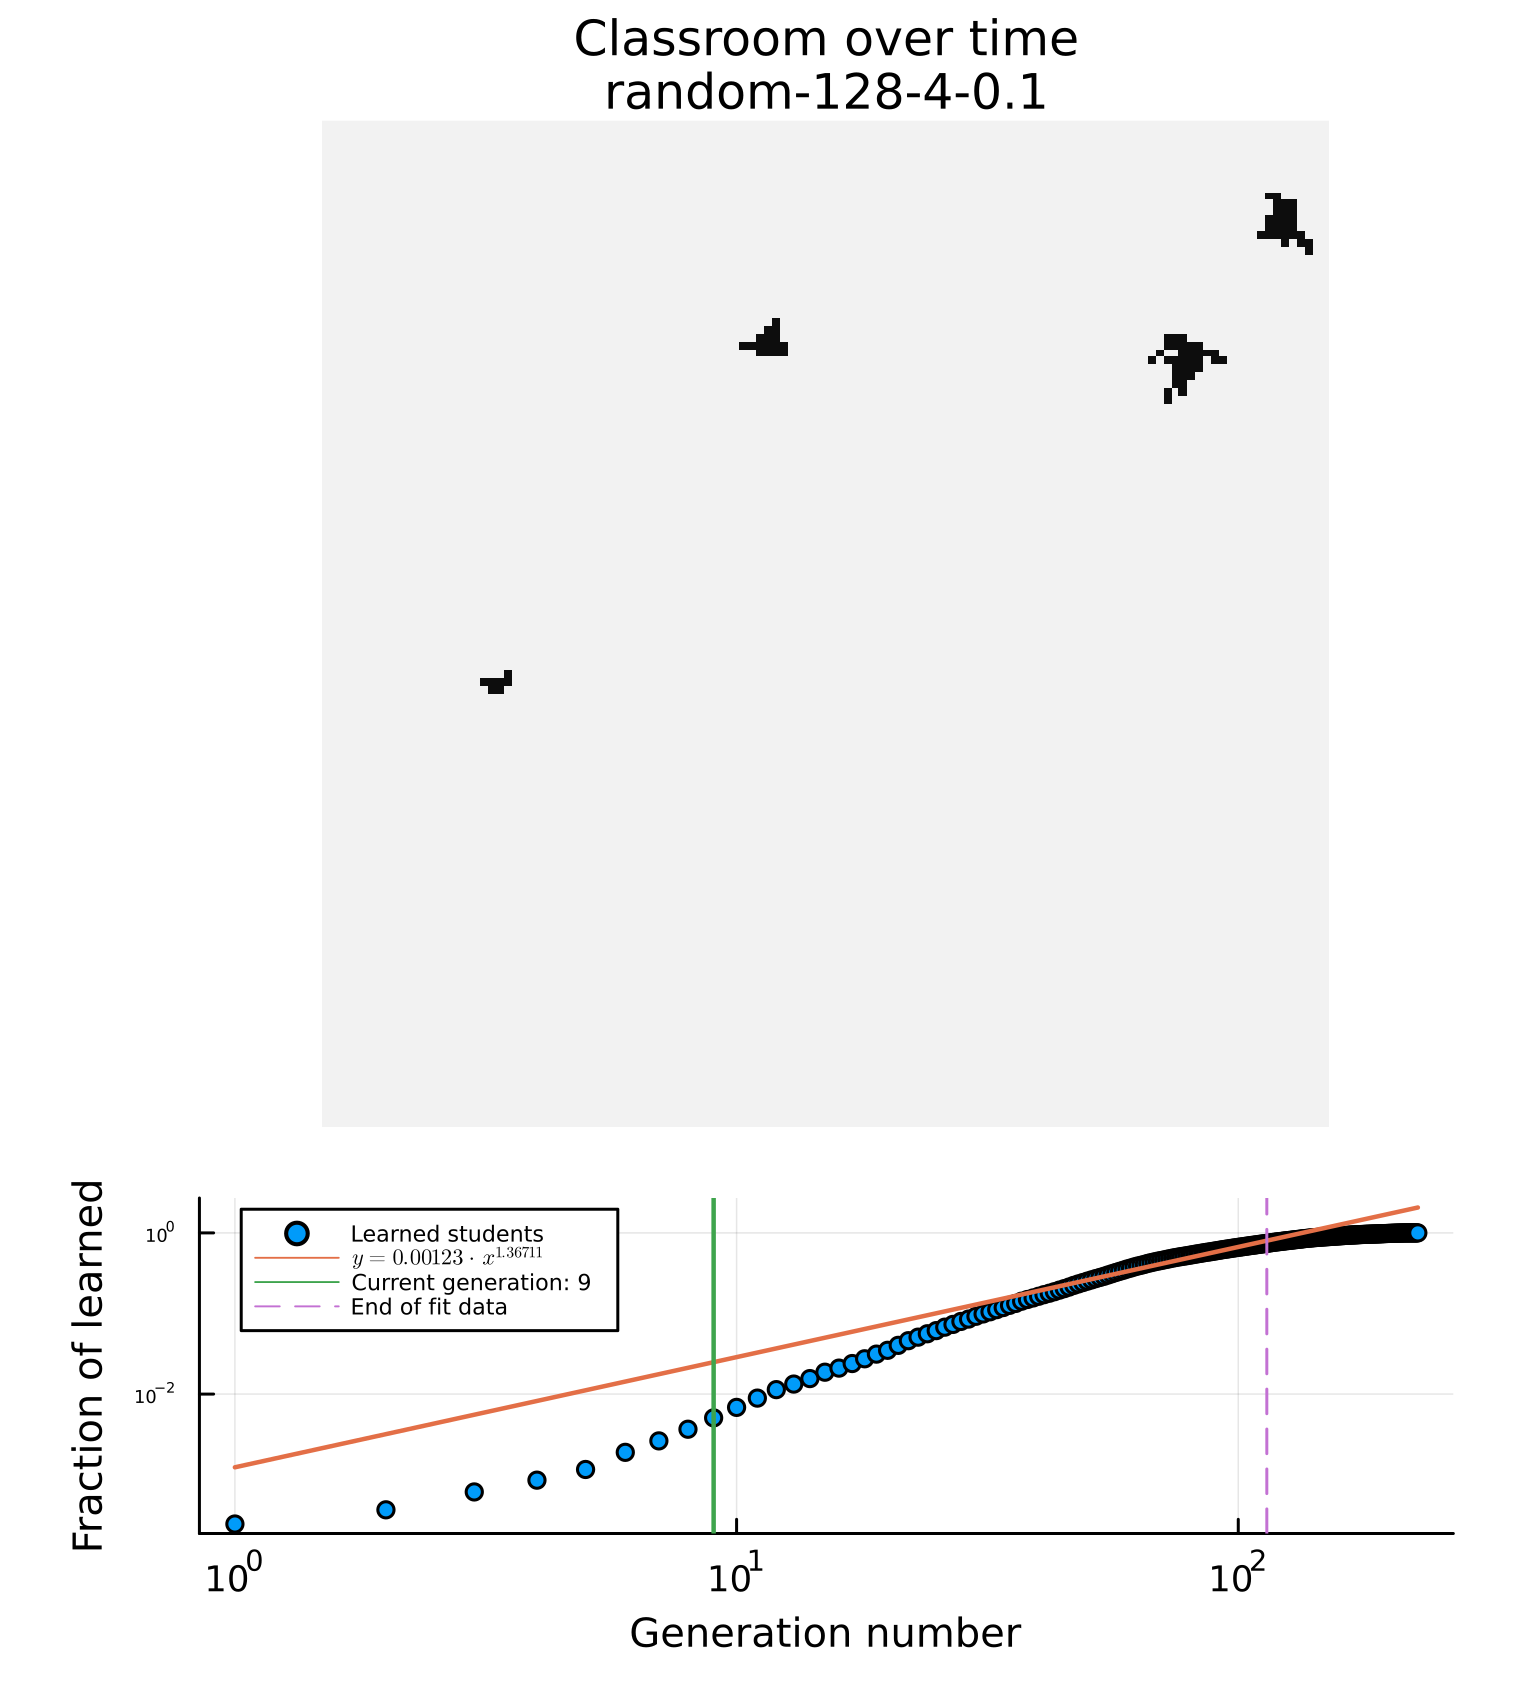 Classroom over time
random-128-4-0.1
Fraction of learned
10^0
10^−2
Learned students
y = 0.00123 · x^1.36711
Current generation: 9
End of fit data
10^0
10^1
10^2
Generation number